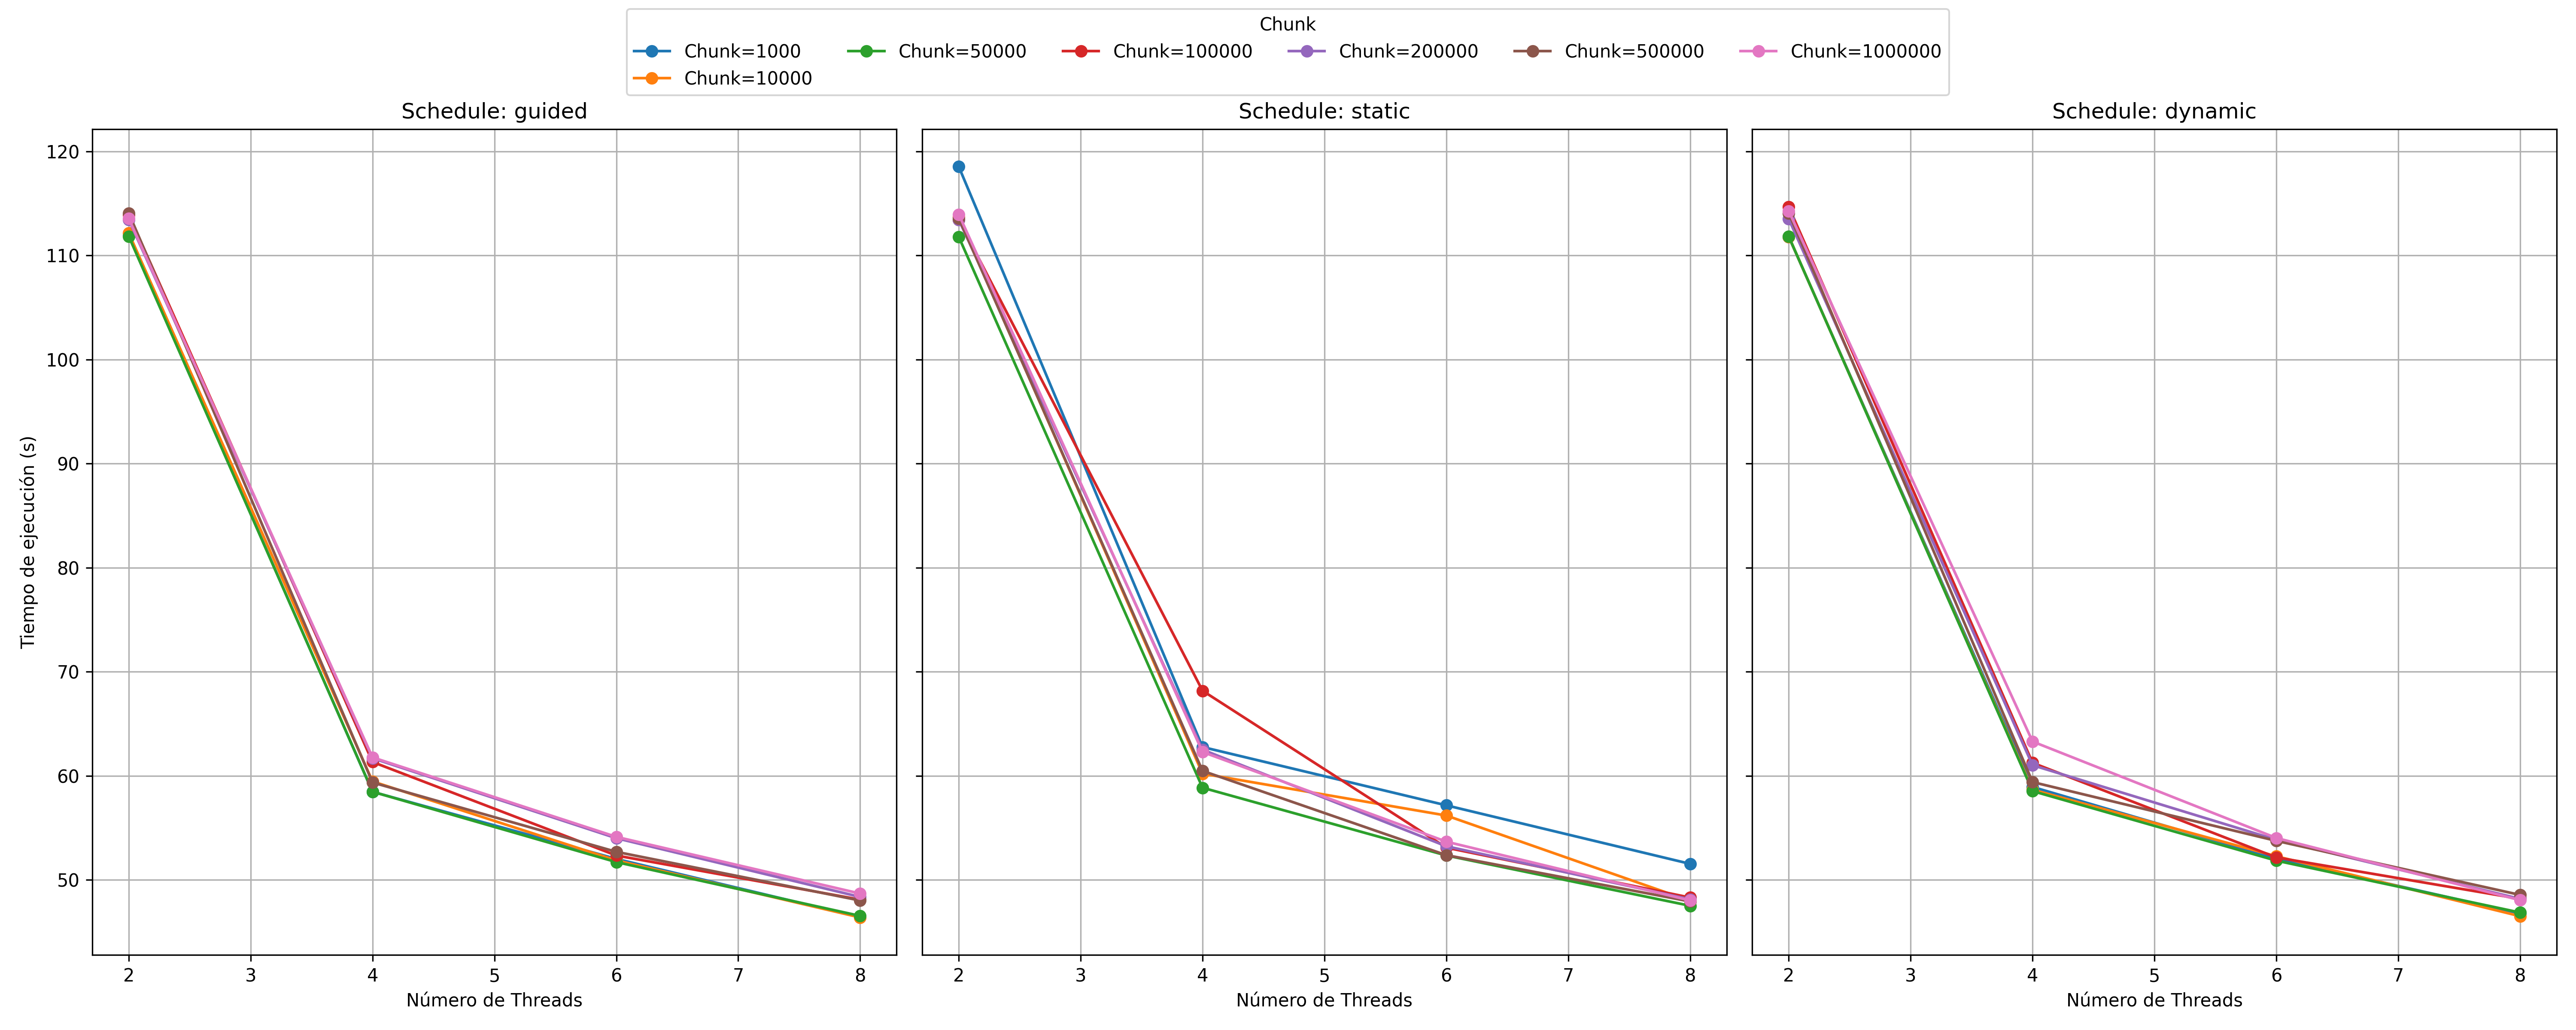 Chunk
Chunk=1000 Chunk=50000 Chunk=100000 Chunk=200000 Chunk=500000 Chunk=1000000
Chunk=10000
Schedule: guided
Schedule: static
Schedule: dynamic
Tiempo de ejecución (s)
120
110
100
90
80
70
60
50
2 3 4 5 6 7 8
2 3 4 5 6 7 8
2 3 4 5 6 7 8
Número de Threads
Número de Threads
Número de Threads